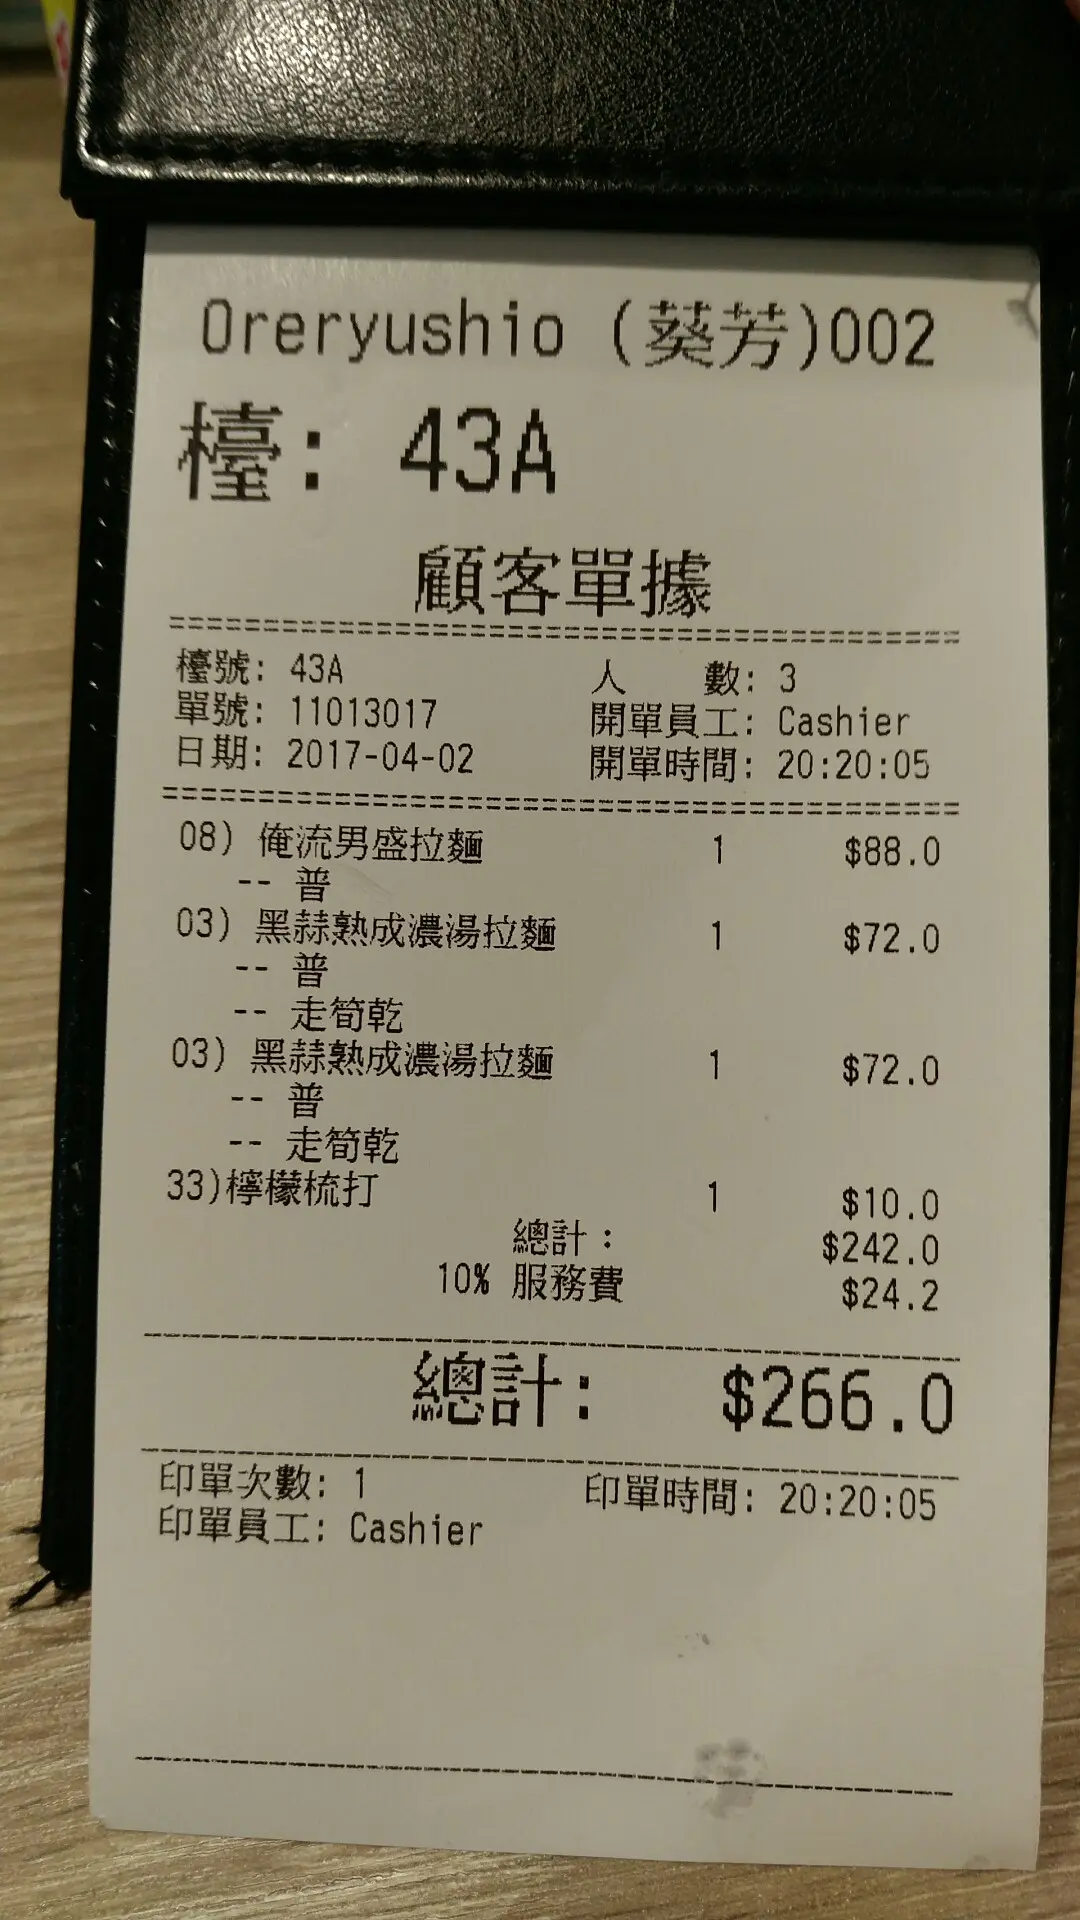 Oreryushio (葵芳)002
檯: 43A
顧客單據
檯號: 43A 人 數: 3
單號: 11013017 開單員工: Cashier
日期: 2017-04-02 開單時間: 20:20:05
08) 俺流男盛拉麵 1 $88.0
-- 普
03) 黑蒜熟成濃湯拉麵 1 $72.0
-- 普
-- 走筍乾
03) 黑蒜熟成濃湯拉麵 1 $72.0
-- 普
-- 走筍乾
33)檸檬梳打 1 $10.0
總計： $242.0
10% 服務費 $24.2
總計: $266.0
印單次數: 1 印單時間: 20:20:05
印單員工: Cashier